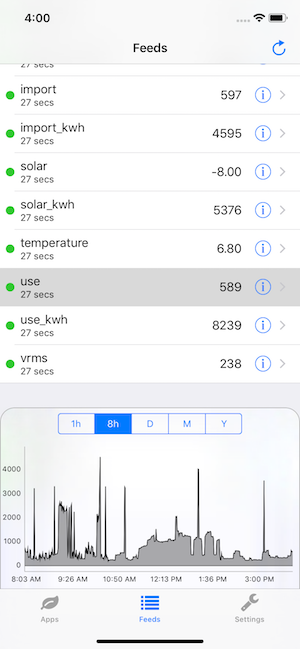 4:00
Feeds
27 secs
import
27 secs
597
import_kwh
27 secs
4595
solar
27 secs
-8.00
solar_kwh
27 secs
5376
temperature
27 secs
6.80
use
27 secs
589
use_kwh
27 secs
8239
vrms
27 secs
238
1h 8h D M Y
4000
3000
2000
1000
0
8:03 AM 9:26 AM 10:50 AM 12:13 PM 1:36 PM 3:00 PM
Apps Feeds Settings